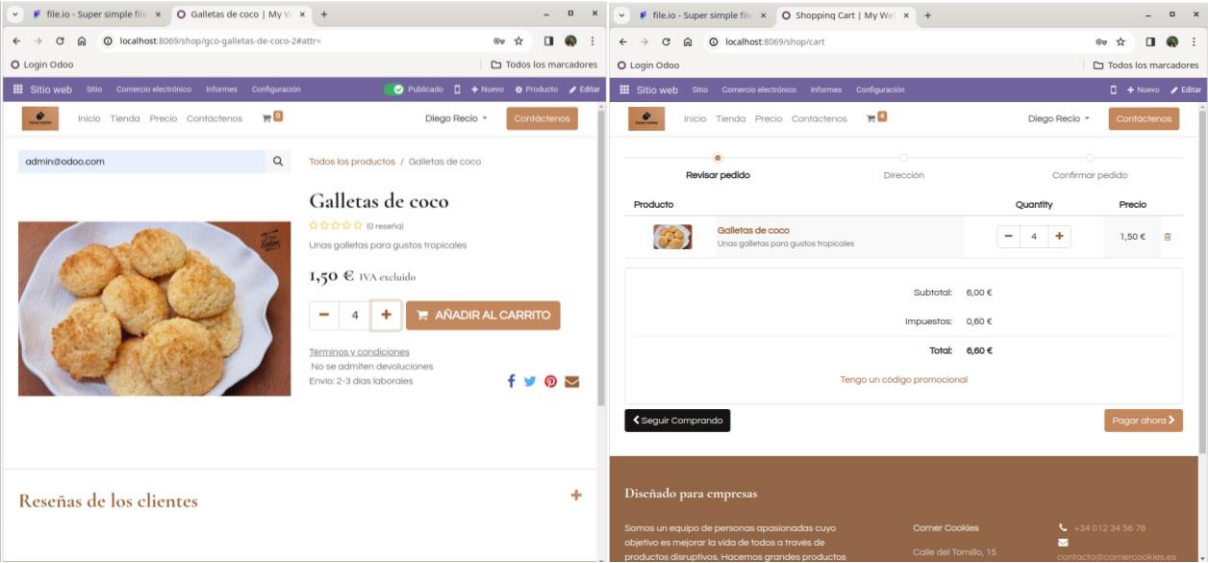 file.io - Super simple file
Galletas de coco | My W
localhost:8069/shop/gco-galletas-de-coco-2#attr=
Login Odoo
Todos los marcadores
Sitio web Sitio Comercio electrónico Informes Configuración Publicado Nuevo Producto Editar
Inicio Tienda Precio Contáctenos 0 Diego Recio Contáctenos
admin@odoo.com
Todos los productos / Galletas de coco
Galletas de coco
(0 reseña)
Unas galletas para gustos tropicales
1,50 € IVA excluido
4
AÑADIR AL CARRITO
Términos y condiciones
No se admiten devoluciones
Envío: 2-3 días laborales
Reseñas de los clientes
file.io - Super simple file
Shopping Cart | My We
localhost:8069/shop/cart
Login Odoo
Todos los marcadores
Sitio web Sitio Comercio electrónico Informes Configuración Nuevo Editar
Inicio Tienda Precio Contáctenos 4 Diego Recio Contáctenos
Revisar pedido Dirección Confirmar pedido
Producto Quantity Precio
Galletas de coco
Unas galletas para gustos tropicales
4
1,50 €
Subtotal: 6,00 €
Impuestos: 0,60 €
Total: 6,60 €
Tengo un código promocional
Seguir Comprando
Pagar ahora
Diseñado para empresas
Somos un equipo de personas apasionadas cuyo
objetivo es mejorar la vida de todos a través de
productos disruptivos. Hacemos grandes productos
Corner Cookies
Calle del Tomillo, 15
+34 012 34 56 78
contacto@cornercookies.es